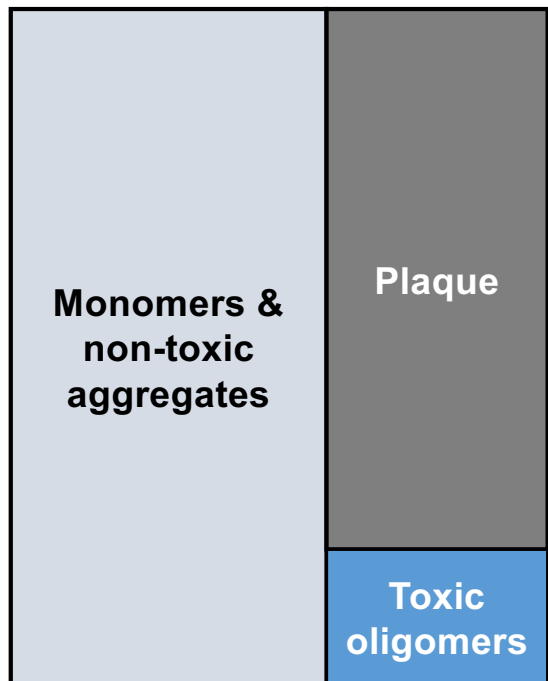 Monomers &
non-toxic
aggregates
Plaque
Toxic
oligomers